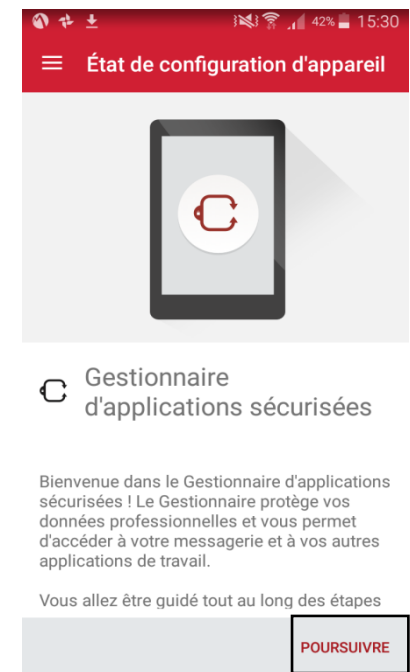 42% 15:30
État de configuration d'appareil
Gestionnaire
d'applications sécurisées
Bienvenue dans le Gestionnaire d'applications
sécurisées ! Le Gestionnaire protège vos
données professionnelles et vous permet
d'accéder à votre messagerie et à vos autres
applications de travail.
Vous allez être guidé tout au long des étapes
POURSUIVRE